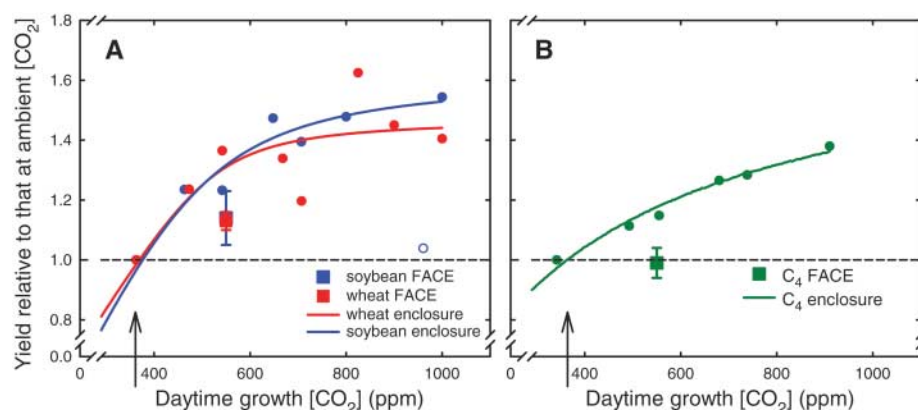 Yield relative to that at ambient [CO₂]
1.8
1.6
1.4
1.2
1.0
0.8
0.0
A
soybean FACE
wheat FACE
wheat enclosure
soybean enclosure
0
400
600
800
1000
Daytime growth [CO₂] (ppm)
B
C₄ FACE
C₄ enclosure
0
400
600
800
1000
Daytime growth [CO₂] (ppm)